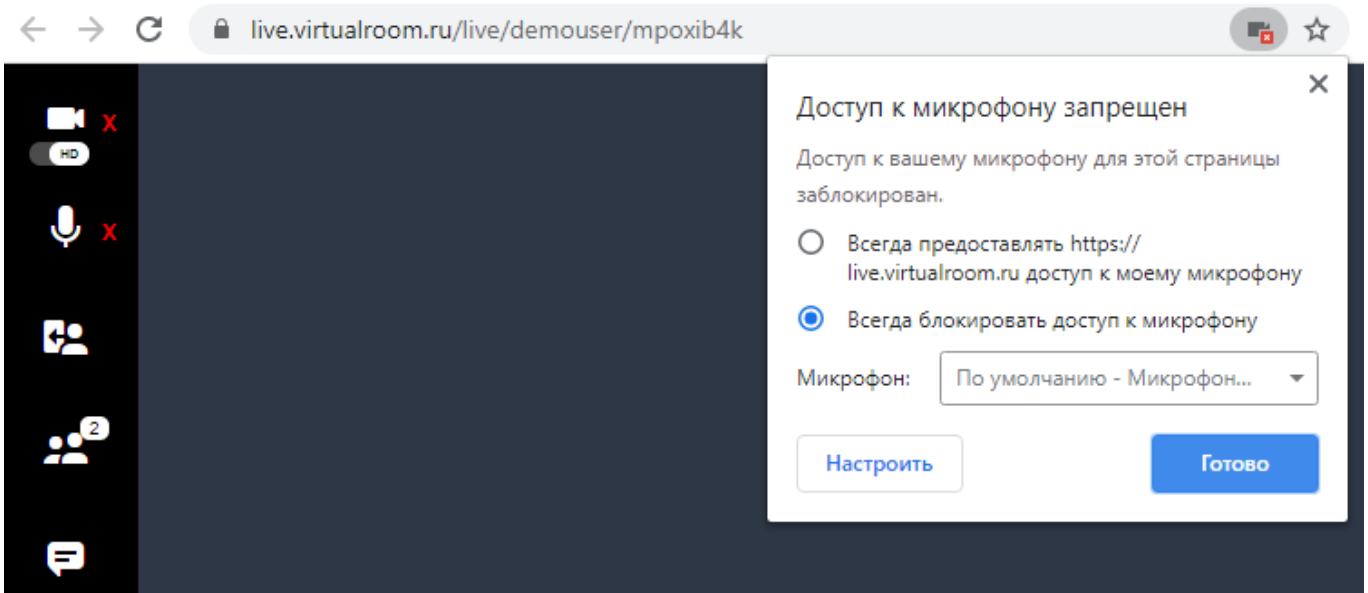 live.virtualroom.ru/live/demouser/mpoxib4k
Доступ к микрофону запрещен
Доступ к вашему микрофону для этой страницы
заблокирован.
Всегда предоставлять https://
live.virtualroom.ru доступ к моему микрофону
Всегда блокировать доступ к микрофону
Микрофон: По умолчанию - Микрофон...
Настроить Готово
X
HD
X
2